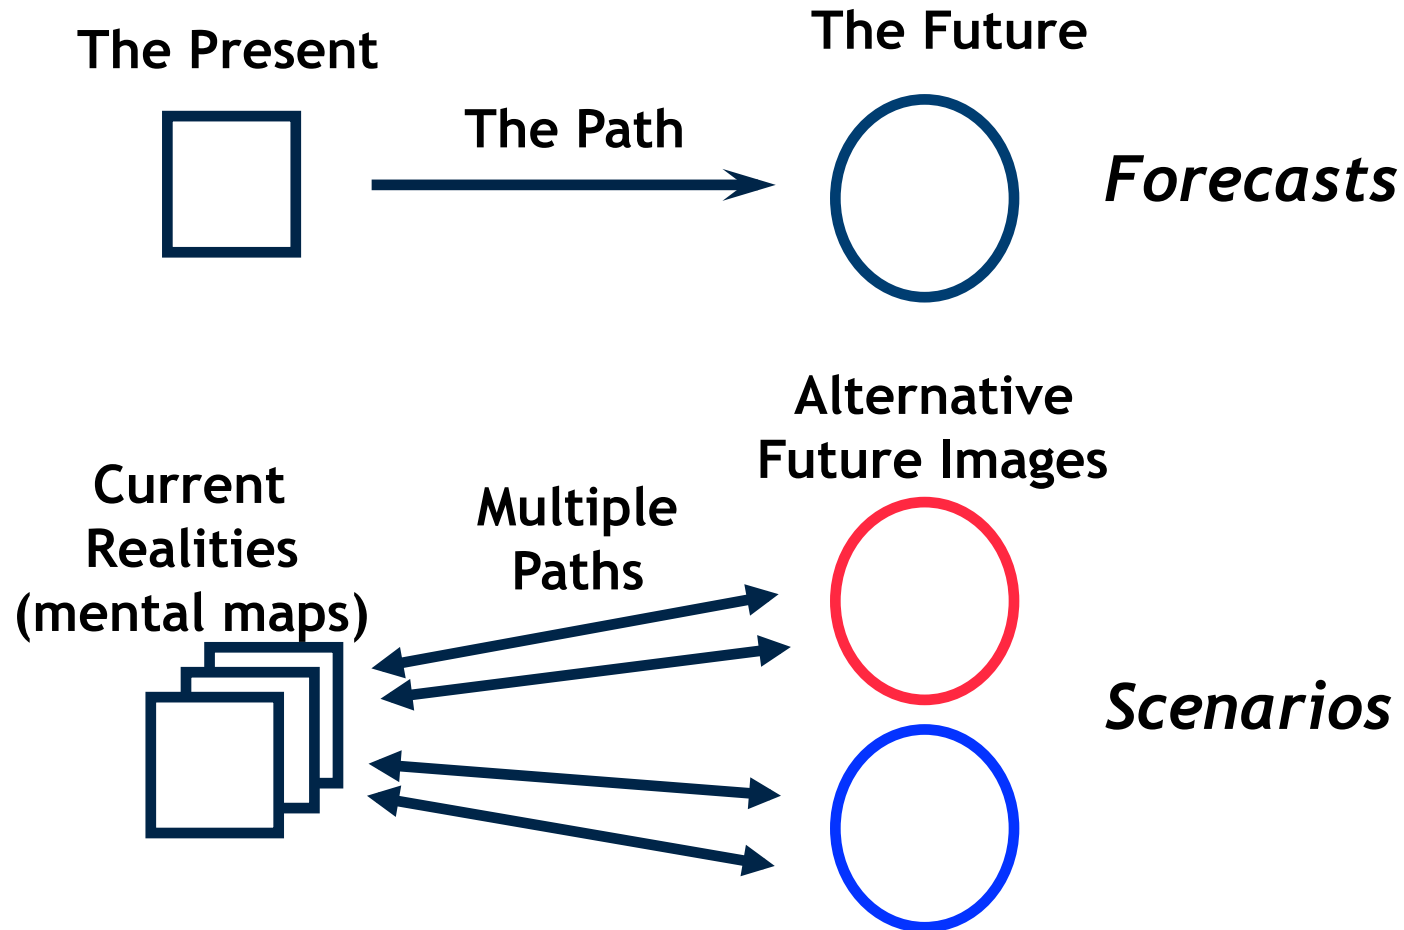 The Present
The Future
The Path
Forecasts
Alternative
Future Images
Current
Realities
(mental maps)
Multiple
Paths
Scenarios